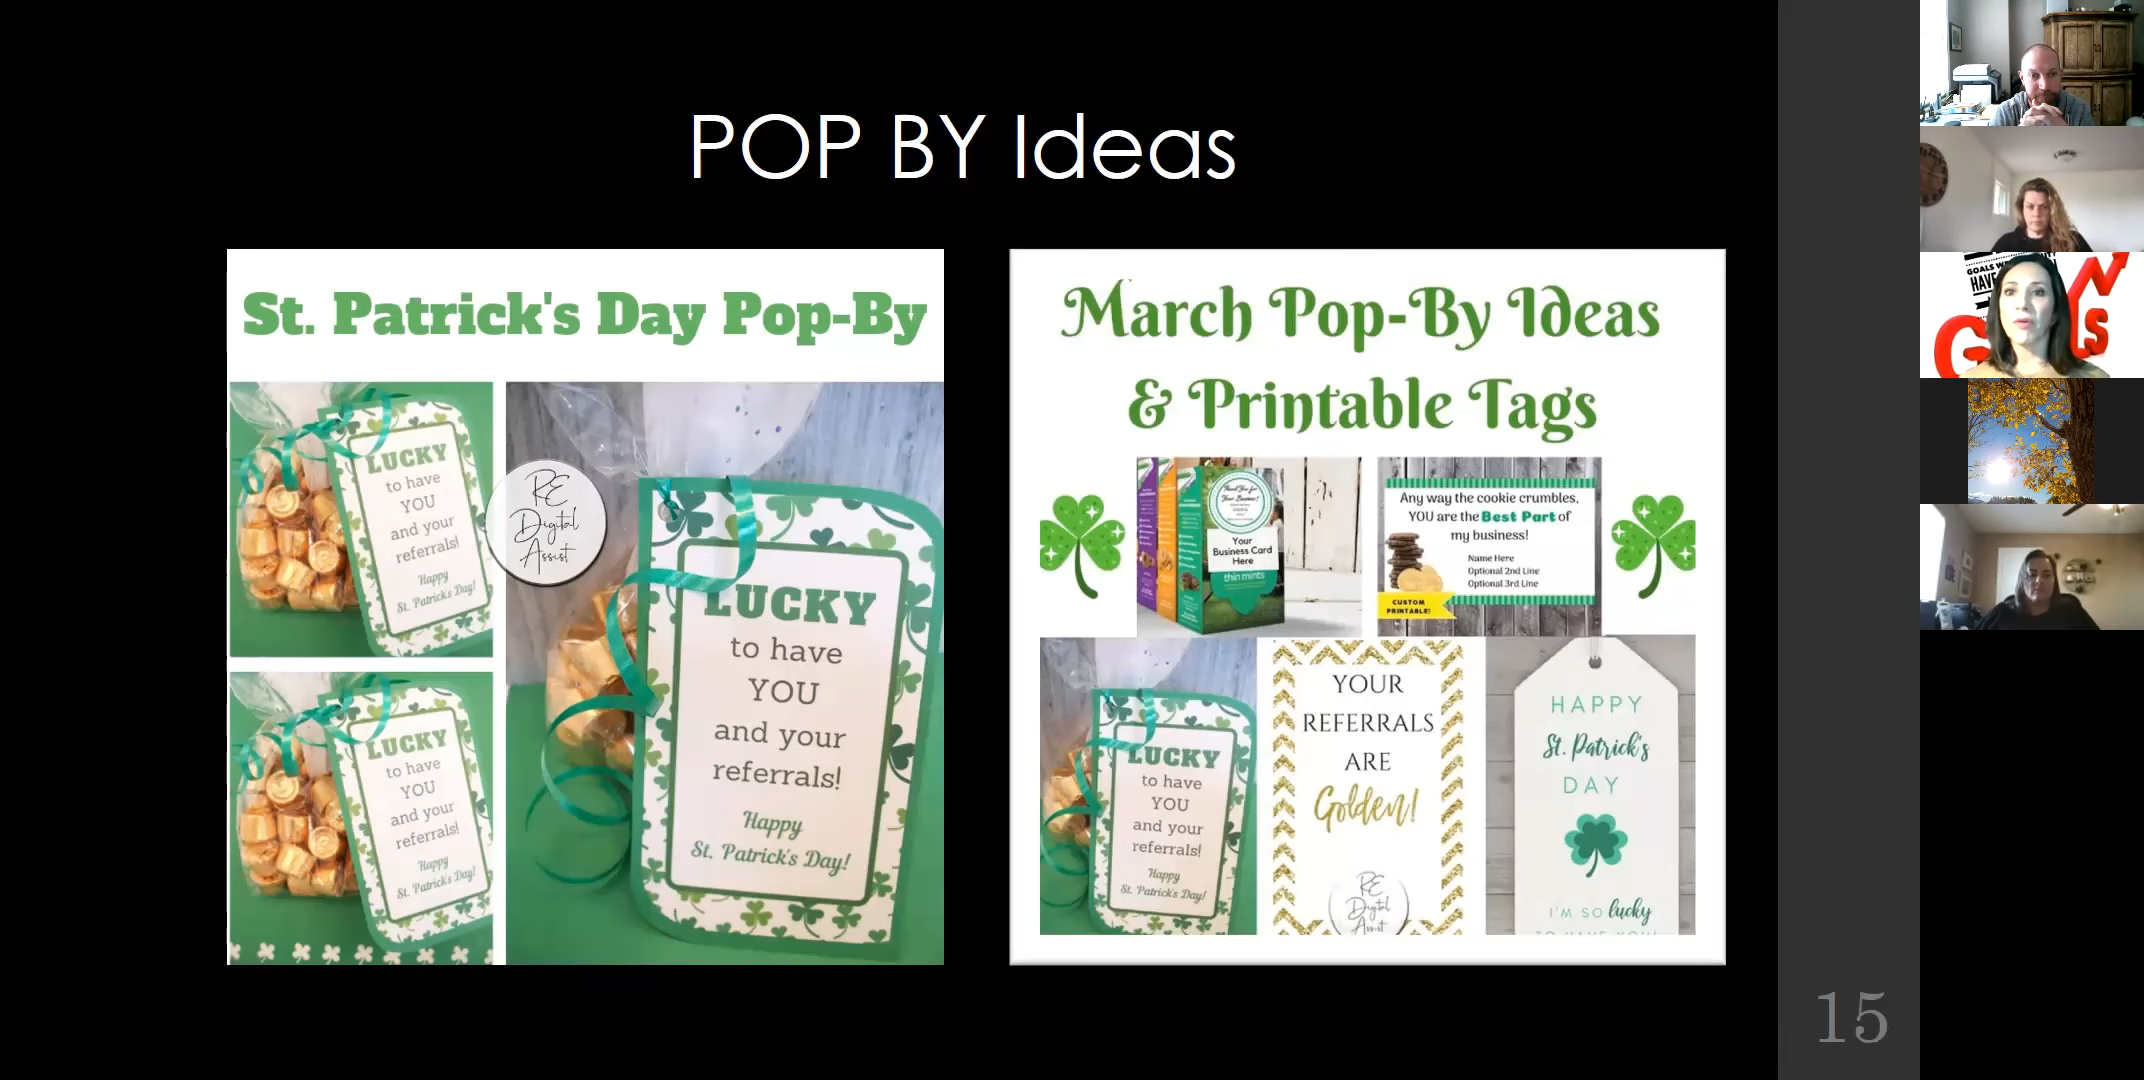 POP BY Ideas
St. Patrick's Day Pop-By
LUCKY
to have
YOU
and your
referrals!
Happy
St. Patrick's Day!
LUCKY
to have
YOU
and your
referrals!
Happy
St. Patrick's Day!
RE
Digital
Assist
LUCKY
to have
YOU
and your
referrals!
Happy
St. Patrick's Day!
March Pop-By Ideas
& Printable Tags
Thank You for
Your Business!
Your
Business Card
Here
thin mints
Any way the cookie crumbles,
YOU are the Best Part of
my business!
Name Here
Optional 2nd Line
Optional 3rd Line
CUSTOM
PRINTABLE!
LUCKY
to have
YOU
and your
referrals!
Happy
St. Patrick's Day!
YOUR
REFERRALS
ARE
Golden!
RE
Digital
Assist
HAPPY
St. Patrick's
DAY
I'M SO lucky
TO HAVE YOU!
15
GOALS
HAVE